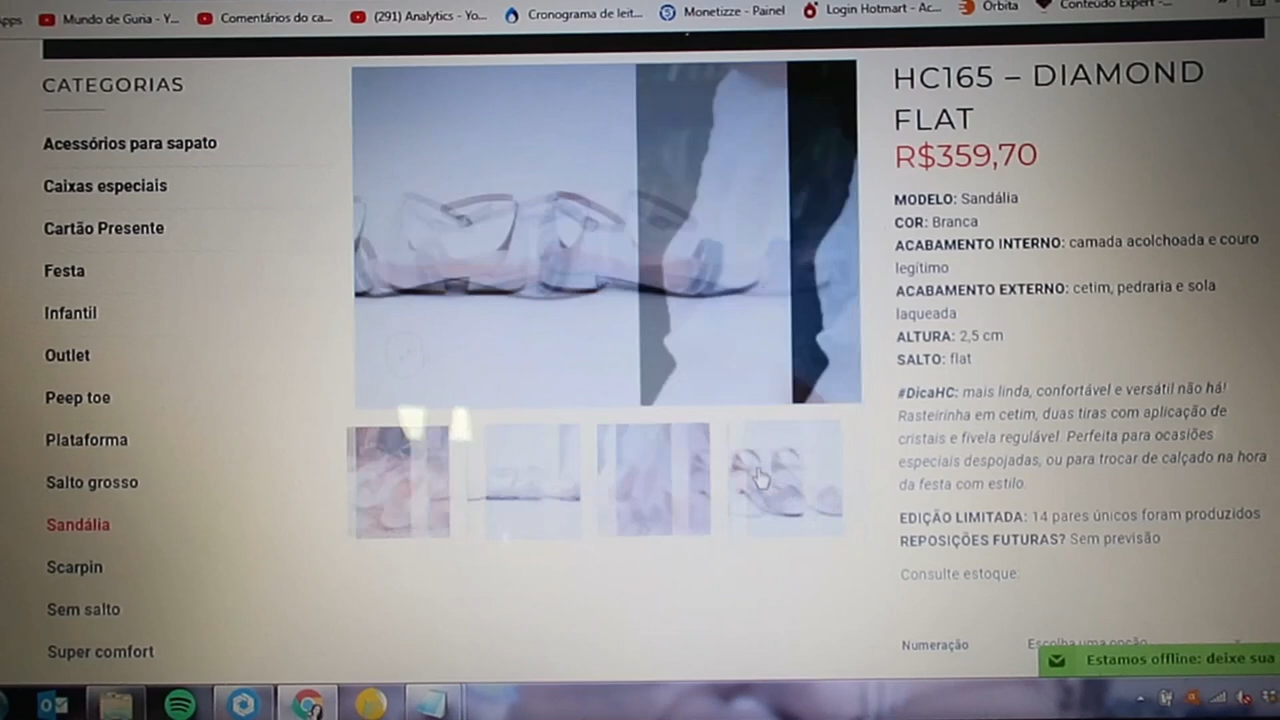 Apps
Mundo de Guria - Y...
Comentários do ca...
(291) Analytics - Yo...
Cronograma de leit...
Monetizze - Painel
Login Hotmart - Ac...
Orbita
Conteúdo Expert -...
CATEGORIAS
Acessórios para sapato
Caixas especiais
Cartão Presente
Festa
Infantil
Outlet
Peep toe
Plataforma
Salto grosso
Sandália
Scarpin
Sem salto
Super comfort
HC165 – DIAMOND
FLAT
R$359,70
MODELO: Sandália
COR: Branca
ACABAMENTO INTERNO: camada acolchoada e couro
legítimo
ACABAMENTO EXTERNO: cetim, pedraria e sola
laqueada
ALTURA: 2,5 cm
SALTO: flat
#DicaHC: mais linda, confortável e versátil não há!
Rasteirinha em cetim, duas tiras com aplicação de
cristais e fivela regulável. Perfeita para ocasiões
especiais despojadas, ou para trocar de calçado na hora
da festa com estilo.
EDIÇÃO LIMITADA: 14 pares únicos foram produzidos
REPOSIÇÕES FUTURAS? Sem previsão
Consulte estoque:
Numeração
Escolha uma opção
Estamos offline: deixe sua